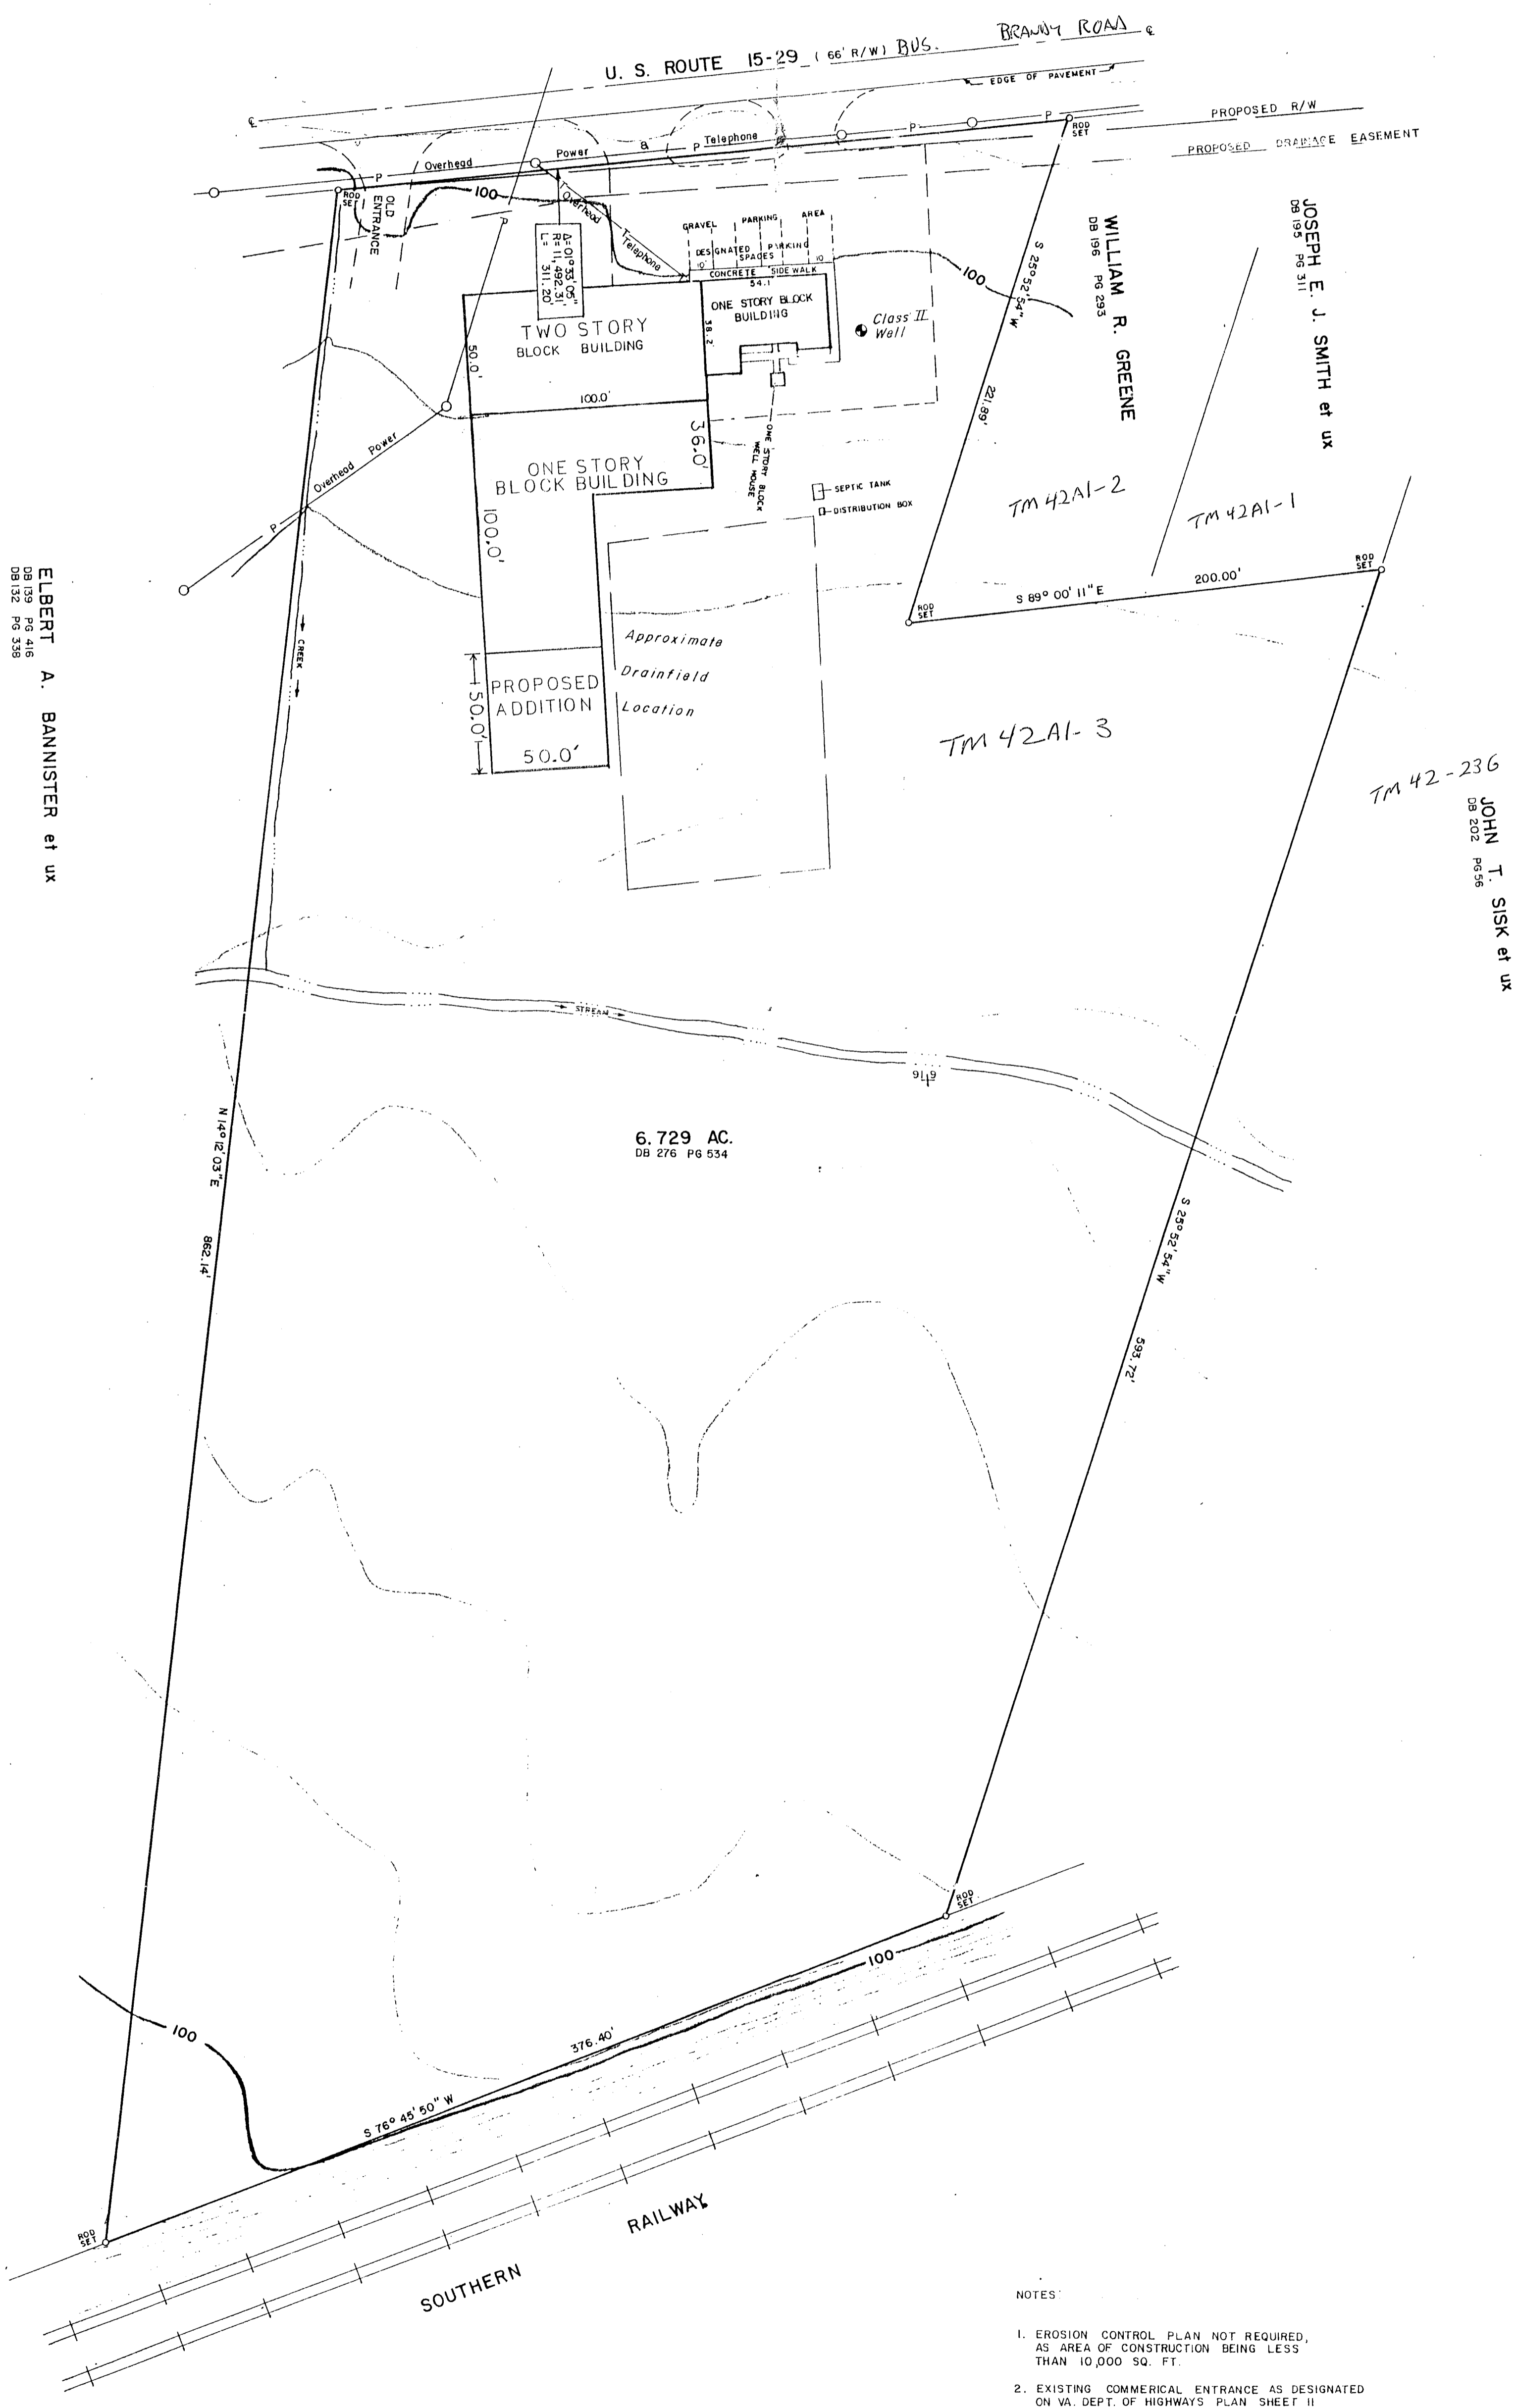 U. S. ROUTE 15-29 ( 66' R/W ) BUS. BRANDY ROAD ℄
EDGE OF PAVEMENT
℄
PROPOSED R/W
PROPOSED DRAINAGE EASEMENT
P Overhead Power & P Telephone P P
ROD SET
ROD SET
OLD ENTRANCE
100
P
T Overhead T Telephone
Δ= 01° 33' 05"
R= 11, 492.31'
L= 311.20'
GRAVEL PARKING AREA
DESIGNATED PARKING
SPACES
10' 10'
CONCRETE SIDE WALK
54.1'
ONE STORY BLOCK
BUILDING
38.2'
TWO STORY
BLOCK BUILDING
50.0'
100.0'
Class II
Well
100
S 25° 52' 54" W
221.89'
WILLIAM R. GREENE
DB 196 PG 293
JOSEPH E. J. SMITH et ux
DB 195 PG 311
ONE STORY
BLOCK BUILDING
36.0'
100.0'
ONE STORY BLOCK
WELL HOUSE
SEPTIC TANK
DISTRIBUTION BOX
TM 42A1-2
TM 42A1-1
P Overhead Power
ROD SET
S 89° 00' 11" E 200.00'
ROD SET
ELBERT A. BANNISTER et ux
DB 139 PG 416
DB 132 PG 338
CREEK
PROPOSED
ADDITION
50.0'
50.0'
Approximate
Drainfield
Location
TM 42A1- 3
TM 42 - 23G
JOHN T. SISK et ux
DB 202 PG 56
STREAM
6.729 AC.
DB 276 PG 534
N 14° 12' 03" E
862.14'
S 25° 52' 54" W
593.72'
ROD SET
100
100
376.40'
S 76° 45' 50" W
ROD SET
SOUTHERN RAILWAY
NOTES:
1. EROSION CONTROL PLAN NOT REQUIRED,
AS AREA OF CONSTRUCTION BEING LESS
THAN 10,000 SQ. FT.
2. EXISTING COMMERICAL ENTRANCE AS DESIGNATED
ON VA. DEPT. OF HIGHWAYS PLAN SHEET 11